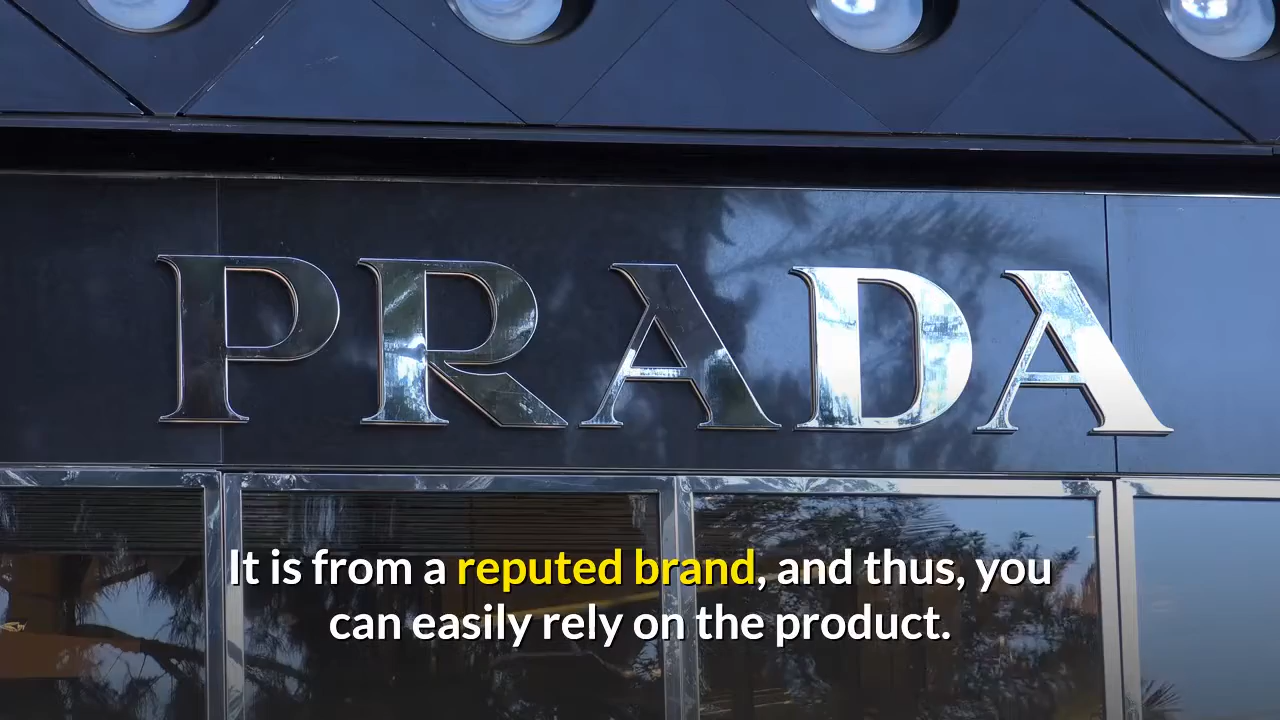 PRADA
It is from a reputed brand, and thus, you
can easily rely on the product.